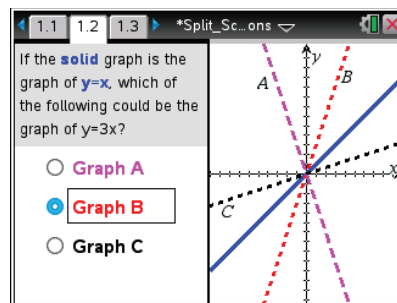 1.1 1.2 1.3 *Split_Sc...ons
If the solid graph is the
graph of y=x, which of
the following could be the
graph of y=3x?
Graph A
Graph B
Graph C
y
A
B
x
C